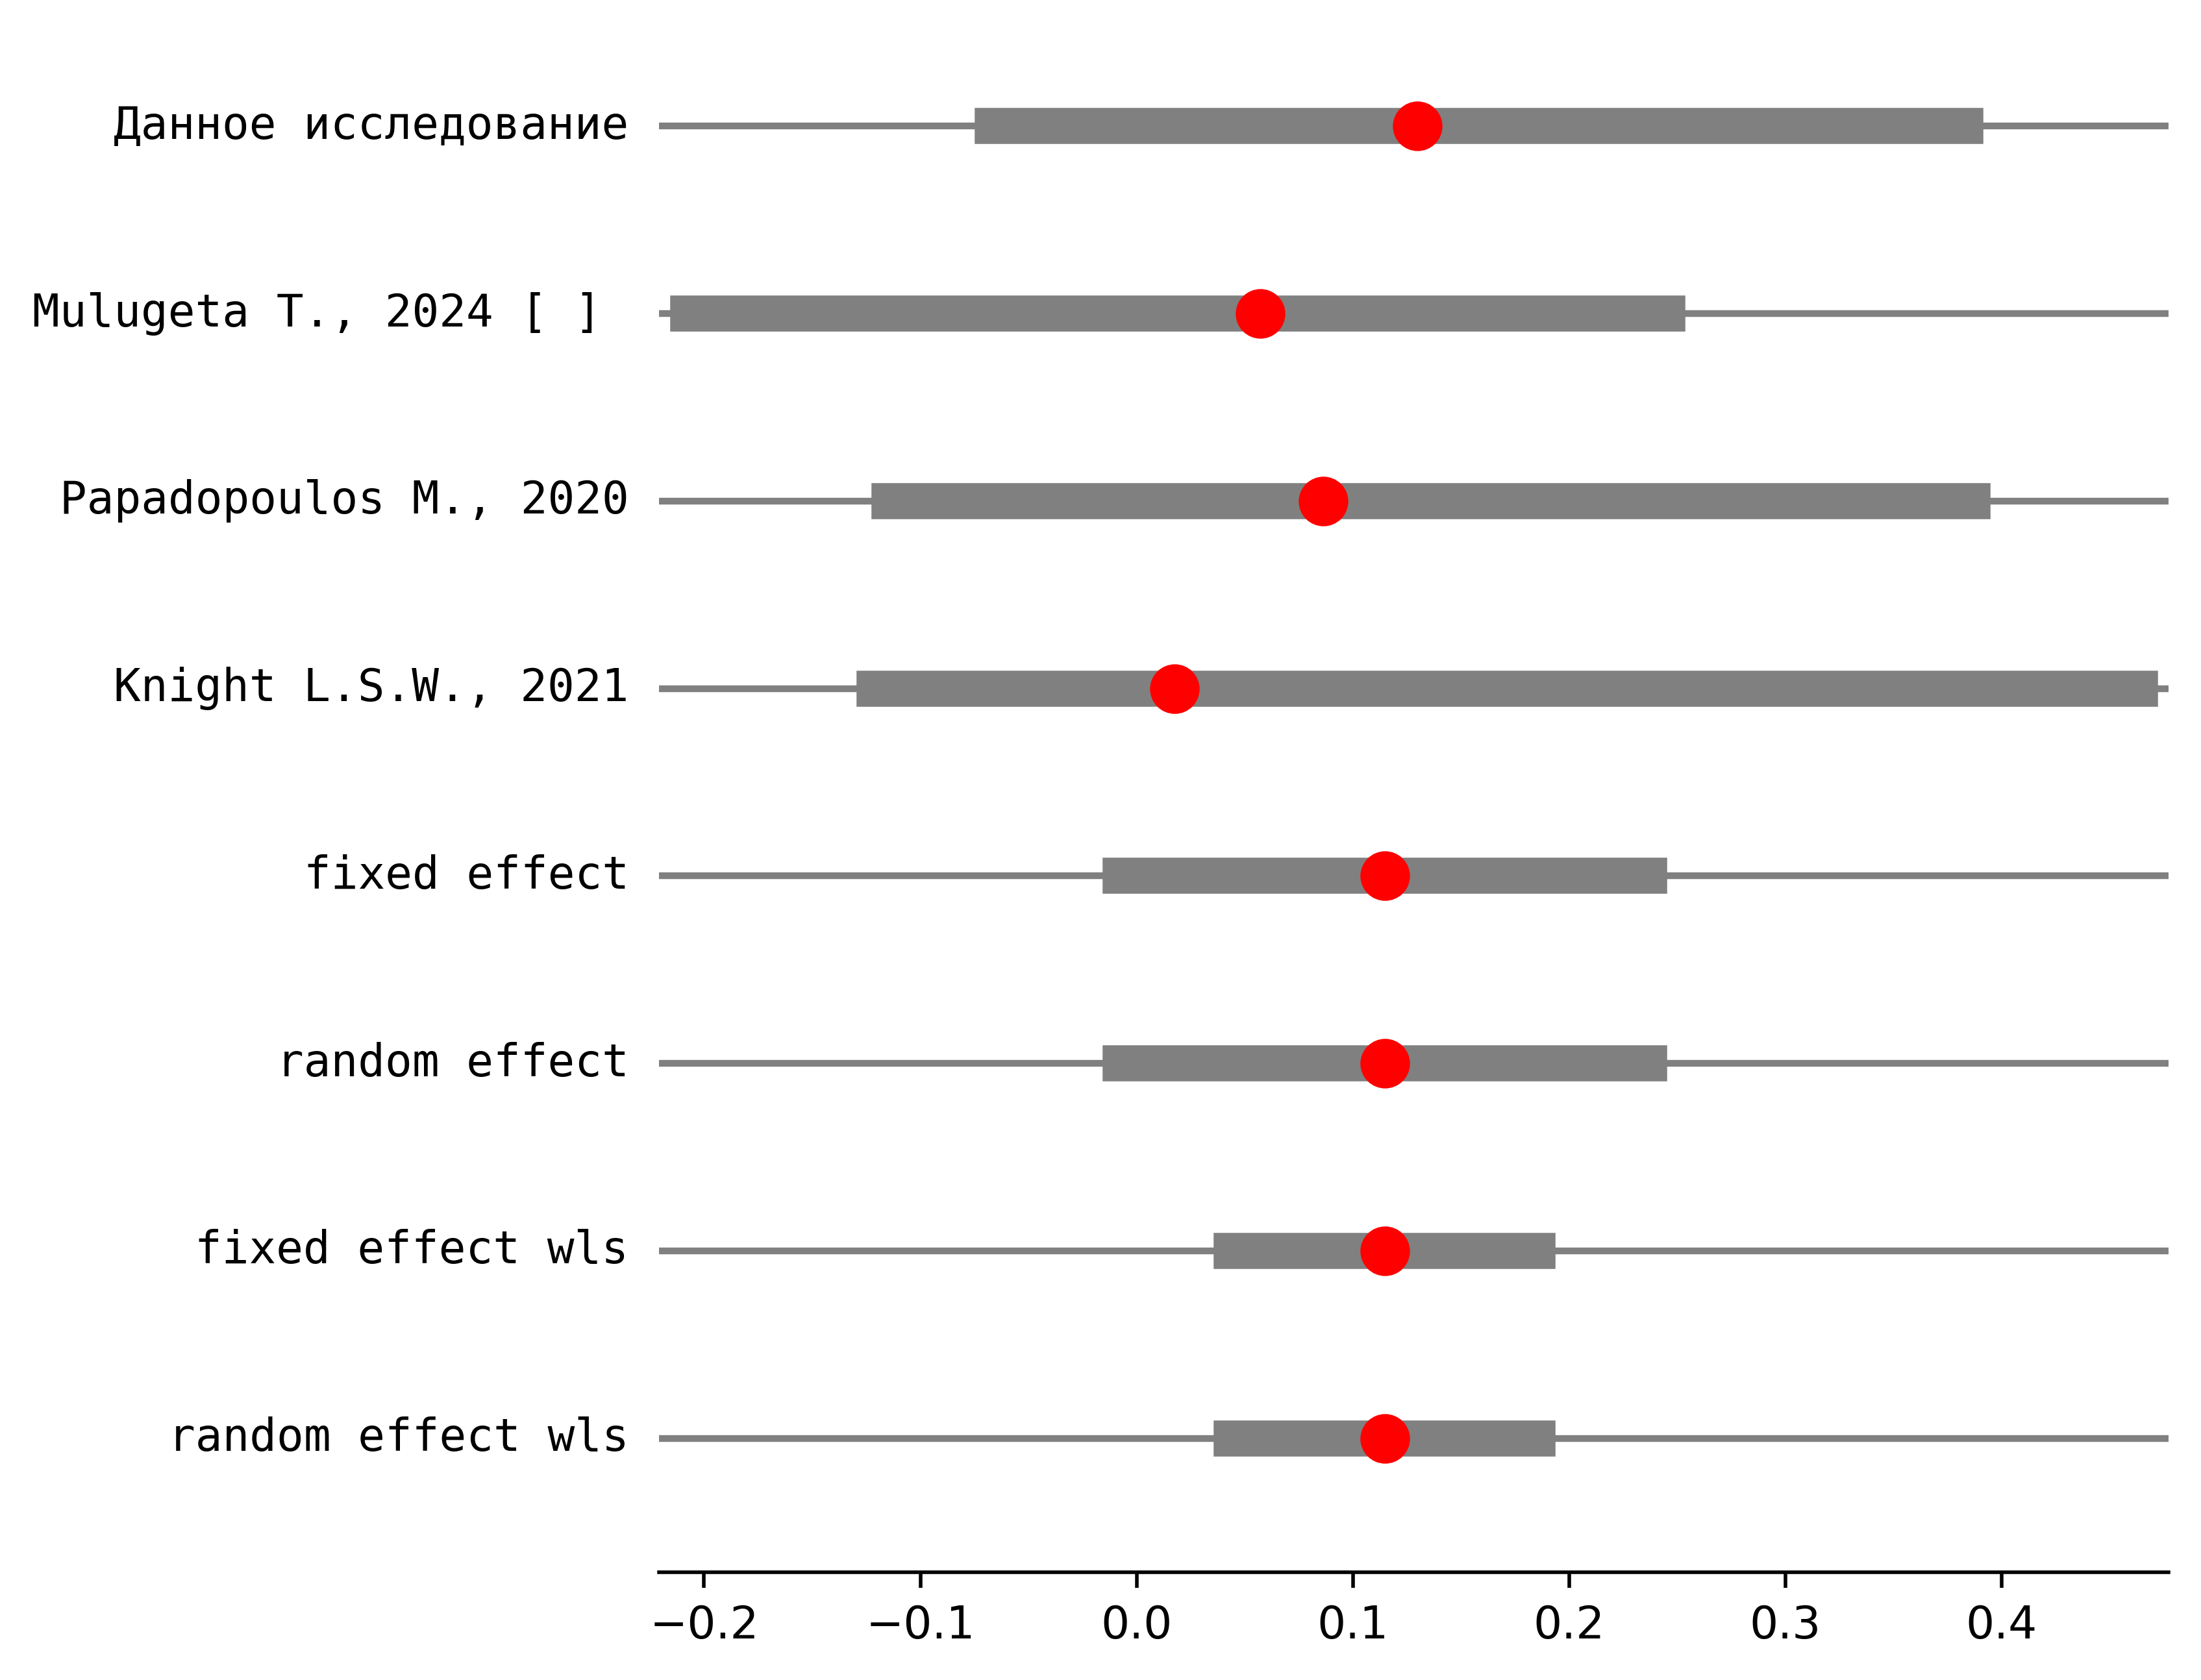 Данное исследование
Mulugeta T., 2024 [ ]
Papadopoulos M., 2020
Knight L.S.W., 2021
fixed effect
random effect
fixed effect wls
random effect wls
−0.2 −0.1 0.0 0.1 0.2 0.3 0.4